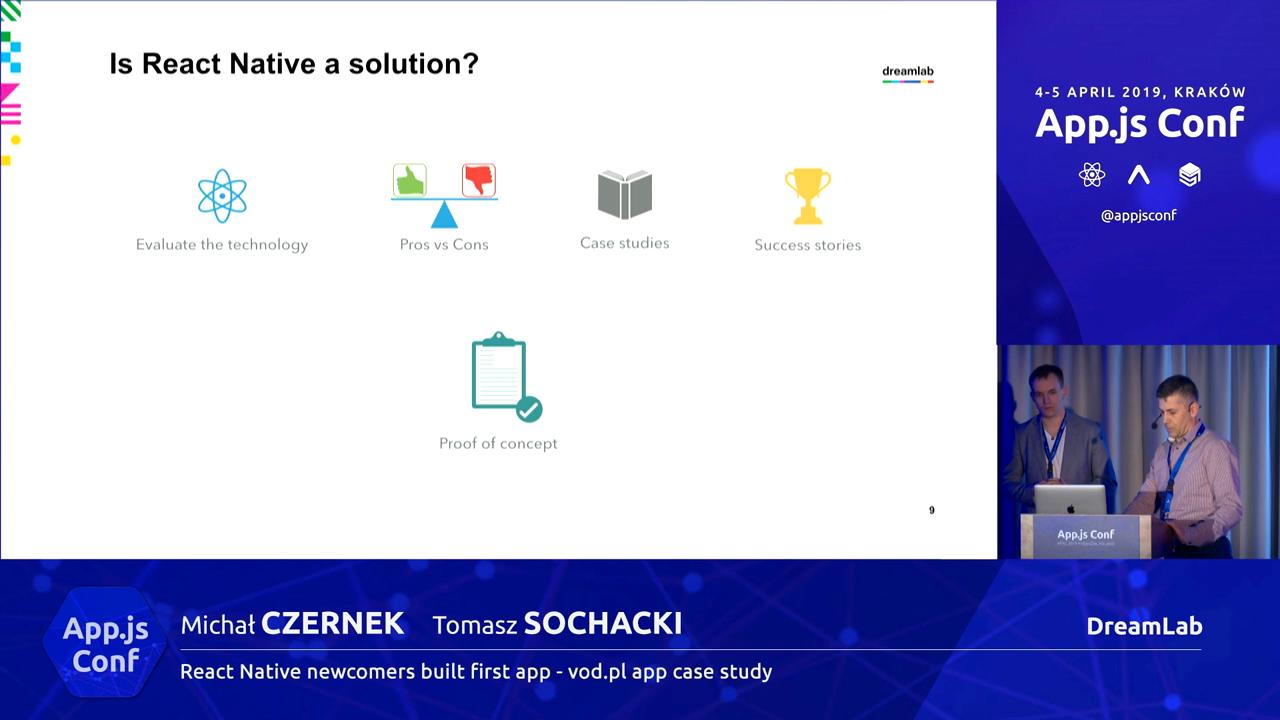 Is React Native a solution?
dreamlab
Evaluate the technology
Pros vs Cons
Case studies
Success stories
Proof of concept
9
4-5 APRIL 2019, KRAKÓW
App.js Conf
@appjsconf
App.js Conf
App.js
Conf
Michał CZERNEK Tomasz SOCHACKI
DreamLab
React Native newcomers built first app - vod.pl app case study